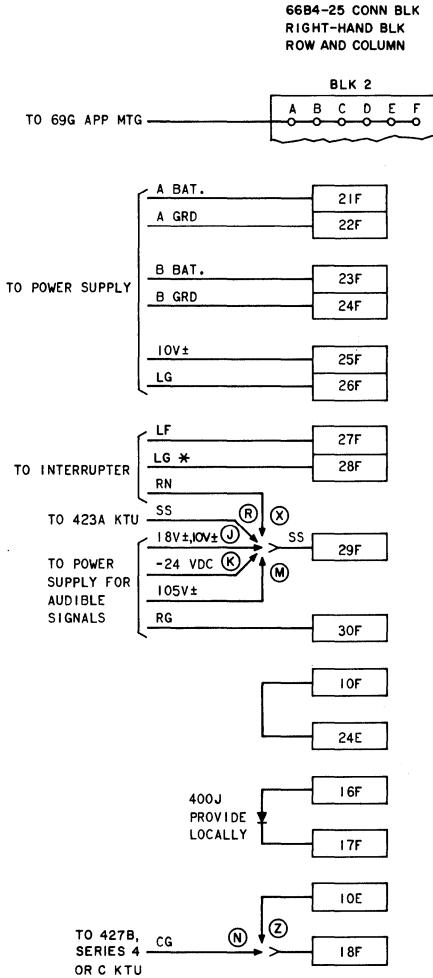 66B4-25 CONN BLK
RIGHT-HAND BLK
ROW AND COLUMN
BLK 2
A B C D E F
TO 69G APP MTG
A BAT.
21F
A GRD
22F
TO POWER SUPPLY
B BAT.
23F
B GRD
24F
10V±
25F
LG
26F
TO INTERRUPTER
LF
27F
LG *
28F
RN
R X
TO 423A KTU
SS
18V±,10V± J
SS
29F
TO POWER
SUPPLY FOR
AUDIBLE
SIGNALS
-24 VDC K
M
105V±
RG
30F
10F
24E
400J
PROVIDE
LOCALLY
16F
17F
10E
TO 427B,
SERIES 4
OR C KTU
CG
N Z
18F